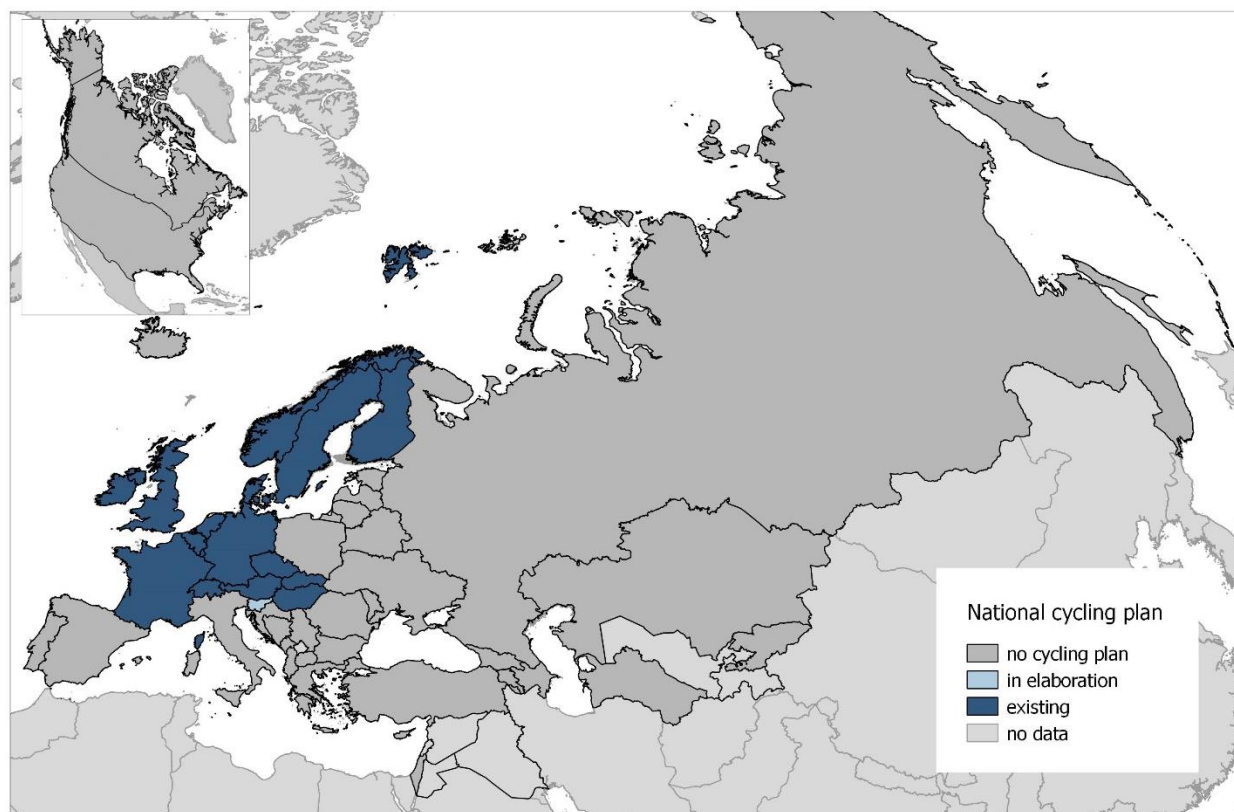 National cycling plan
no cycling plan
in elaboration
existing
no data